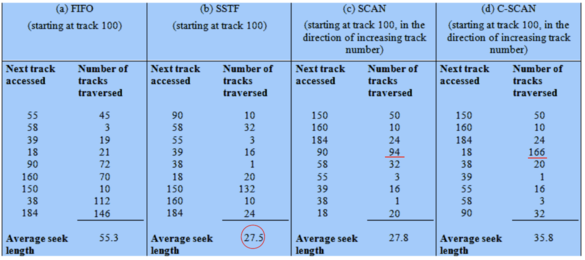 (a) FIFO (b) SSTF (c) SCAN (d) C-SCAN
(starting at track 100) (starting at track 100) (starting at track 100, in the (starting at track 100, in the
direction of increasing track direction of increasing track
number) number)
Next track Number of Next track Number of Next track Number of Next track Number of
accessed tracks accessed tracks accessed tracks accessed tracks
traversed traversed traversed traversed
55 45 90 10 150 50 150 50
58 3 58 32 160 10 160 10
39 19 55 3 184 24 184 24
18 21 39 16 90 94 18 166
90 72 38 1 58 32 38 20
160 70 18 20 55 3 39 1
150 10 150 132 39 16 55 16
38 112 160 10 38 1 58 3
184 146 184 24 18 20 90 32
Average seek 55.3 Average seek 27.5 Average seek 27.8 Average seek 35.8
length length length length